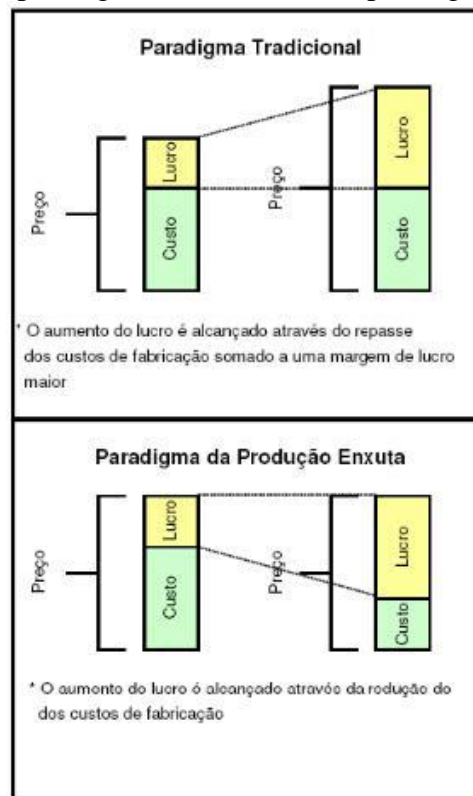 Paradigma Tradicional
Preço
Lucro
Custo
Preço
Lucro
Custo
* O aumento do lucro é alcançado através do repasse
dos custos de fabricação somado a uma margem de lucro
maior
Paradigma da Produção Enxuta
Preço
Lucro
Custo
Preço
Lucro
Custo
* O aumento do lucro é alcançado através da redução do
dos custos de fabricação